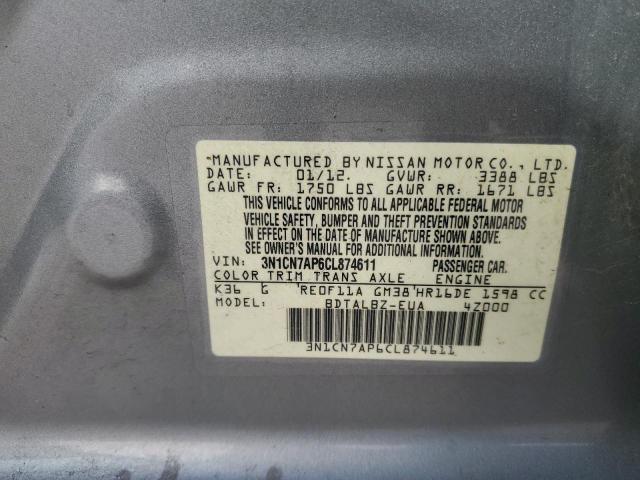 MANUFACTURED BY NISSAN MOTOR CO., LTD.
DATE: 01/12 GVWR: 3388 LBS
GAWR FR: 1750 LBS GAWR RR: 1671 LBS
THIS VEHICLE CONFORMS TO ALL APPLICABLE FEDERAL MOTOR
VEHICLE SAFETY, BUMPER AND THEFT PREVENTION STANDARDS
IN EFFECT ON THE DATE OF MANUFACTURE SHOWN ABOVE.
SEE OWNER'S MANUAL FOR ADDITIONAL INFORMATION.
VIN: 3N1CN7AP6CL874611 PASSENGER CAR.
COLOR TRIM TRANS AXLE ENGINE
K36 G RE0F11A GM38 HR16DE 1598 CC
MODEL: BDTALBZ-EUA 4Z000
3N1CN7AP6CL874611